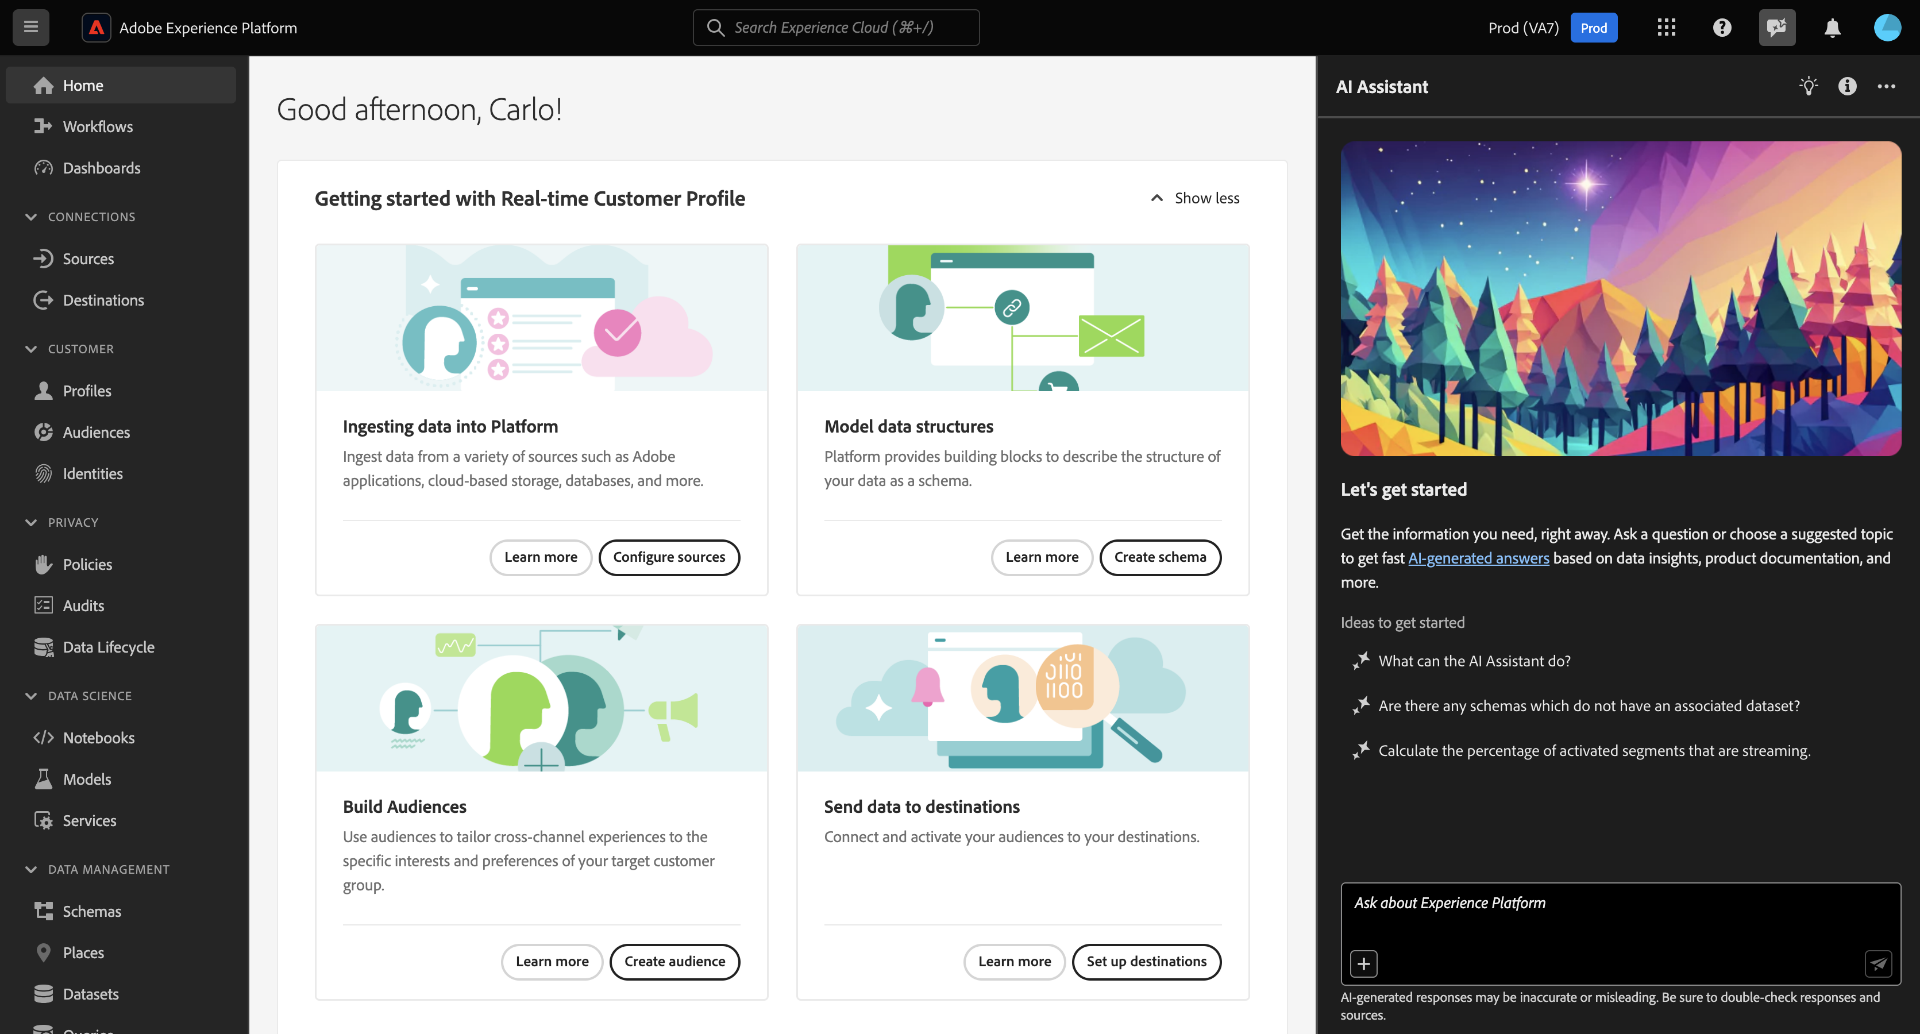 Adobe Experience Platform
Search Experience Cloud (⌘+/)
Prod (VA7)
Prod
Home
Workflows
Dashboards
CONNECTIONS
Sources
Destinations
CUSTOMER
Profiles
Audiences
Identities
PRIVACY
Policies
Audits
Data Lifecycle
DATA SCIENCE
Notebooks
Models
Services
DATA MANAGEMENT
Schemas
Places
Datasets
Good afternoon, Carlo!
Getting started with Real-time Customer Profile
Show less
Ingesting data into Platform
Ingest data from a variety of sources such as Adobe
applications, cloud-based storage, databases, and more.
Learn more
Configure sources
Model data structures
Platform provides building blocks to describe the structure of
your data as a schema.
Learn more
Create schema
Build Audiences
Use audiences to tailor cross-channel experiences to the
specific interests and preferences of your target customer
group.
Learn more
Create audience
Send data to destinations
Connect and activate your audiences to your destinations.
Learn more
Set up destinations
AI Assistant
Let's get started
Get the information you need, right away. Ask a question or choose a suggested topic
to get fast AI-generated answers based on data insights, product documentation, and
more.
Ideas to get started
What can the AI Assistant do?
Are there any schemas which do not have an associated dataset?
Calculate the percentage of activated segments that are streaming.
Ask about Experience Platform
AI-generated responses may be inaccurate or misleading. Be sure to double-check responses and
sources.